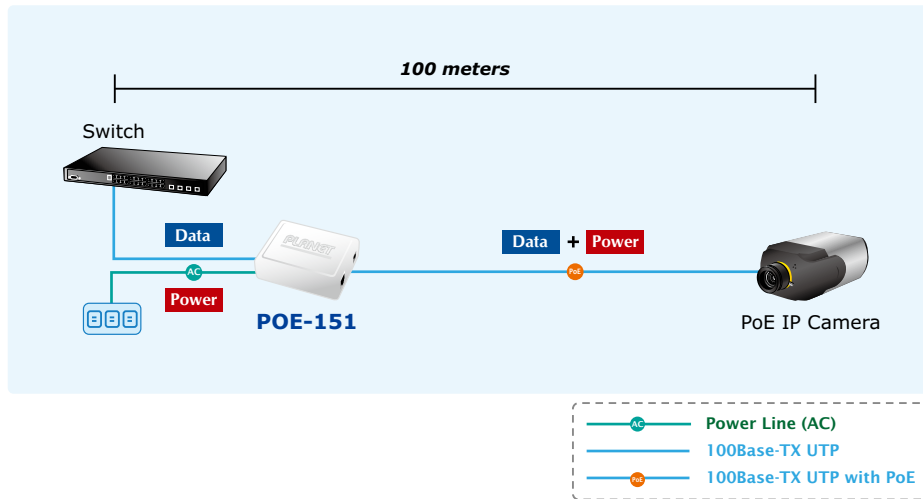 100 meters
Switch
Data
Data + Power
PLANET
AC
PoE
Power
POE-151
PoE IP Camera
AC Power Line (AC)
100Base-TX UTP
PoE 100Base-TX UTP with PoE